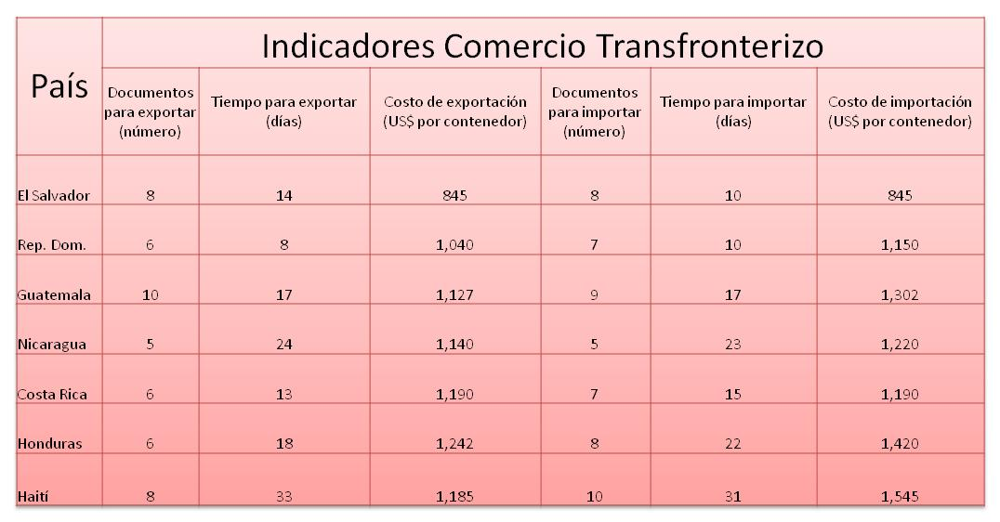 Indicadores Comercio Transfronterizo
País
Documentos para exportar (número)
Tiempo para exportar (días)
Costo de exportación (US$ por contenedor)
Documentos para importar (número)
Tiempo para importar (días)
Costo de importación (US$ por contenedor)
El Salvador 8 14 845 8 10 845
Rep. Dom. 6 8 1,040 7 10 1,150
Guatemala 10 17 1,127 9 17 1,302
Nicaragua 5 24 1,140 5 23 1,220
Costa Rica 6 13 1,190 7 15 1,190
Honduras 6 18 1,242 8 22 1,420
Haití 8 33 1,185 10 31 1,545